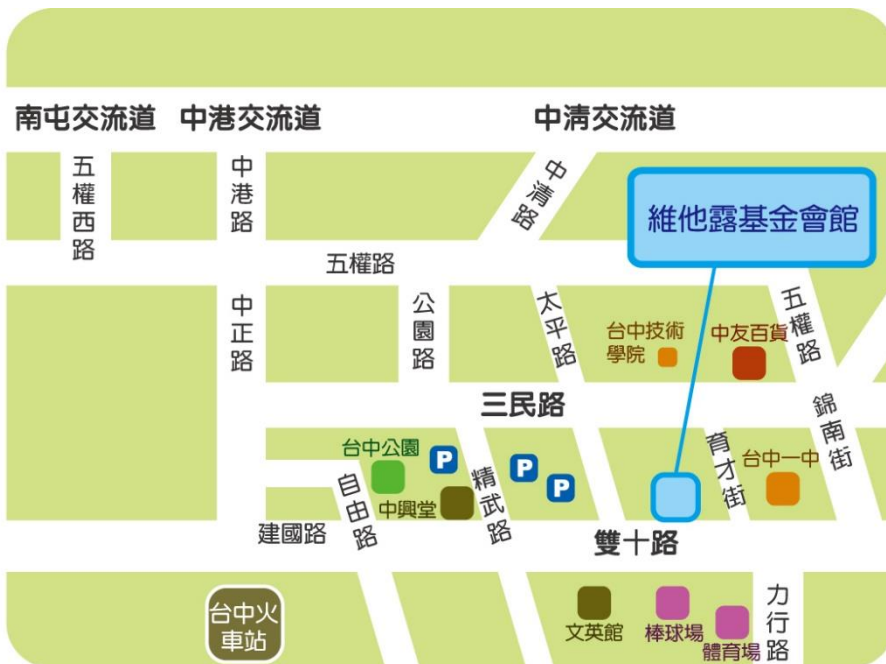 南屯交流道
中港交流道
中清交流道
五權西路
中港路
中清路
維他露基金會館
五權路
中正路
公園路
太平路
台中技術
學院
中友百貨
五權路
三民路
錦南街
台中公園
P
P
P
精武路
育才街
台中一中
自由路
中興堂
建國路
雙十路
台中火
車站
文英館
棒球場
體育場
力行路